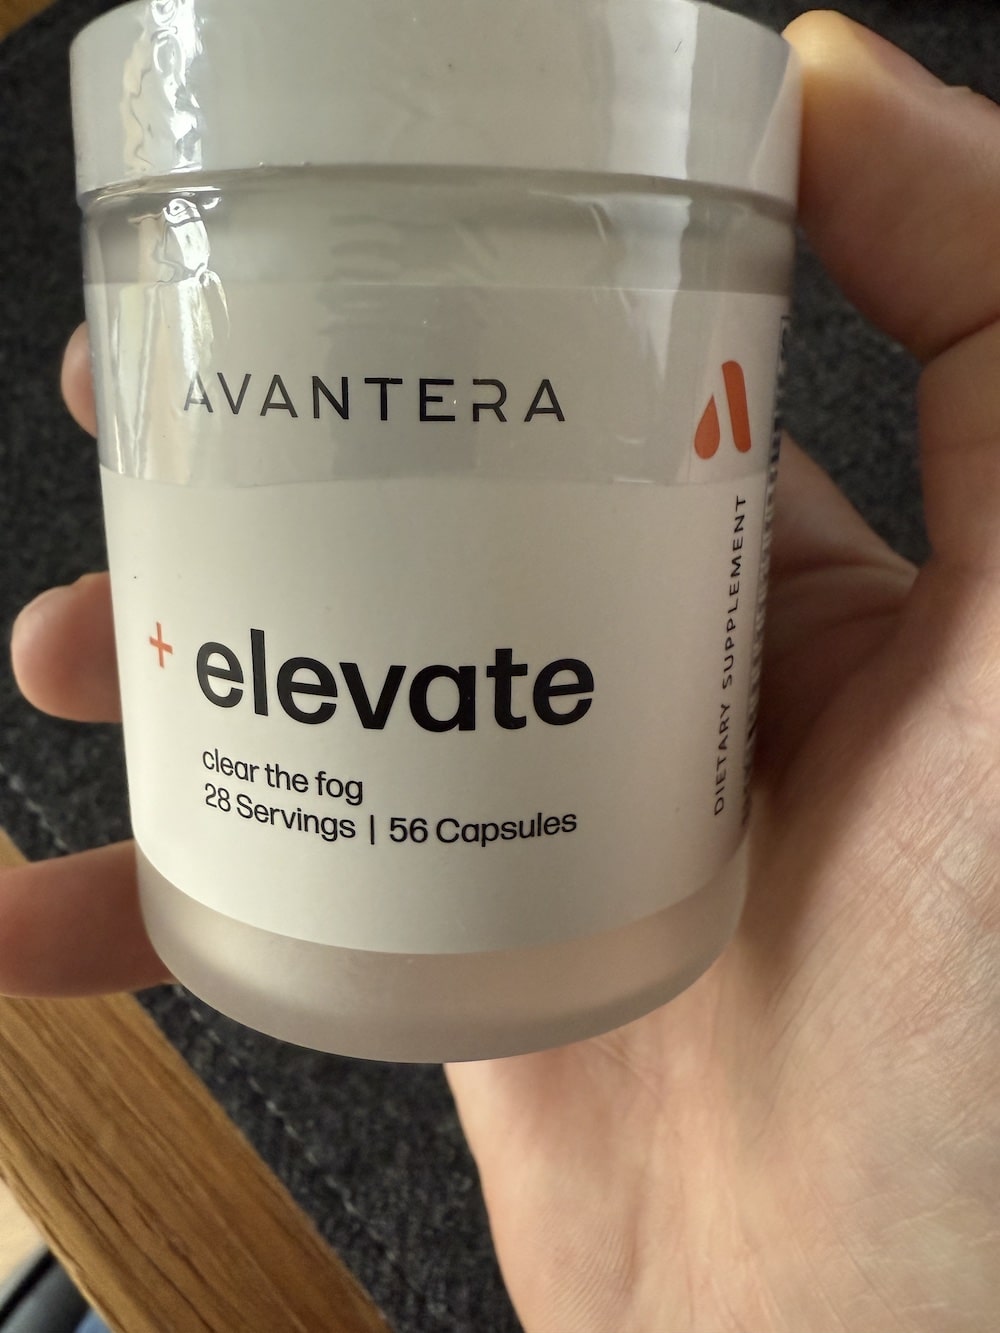 AVANTERA
+ elevate
clear the fog
28 Servings | 56 Capsules
DIETARY SUPPLEMENT